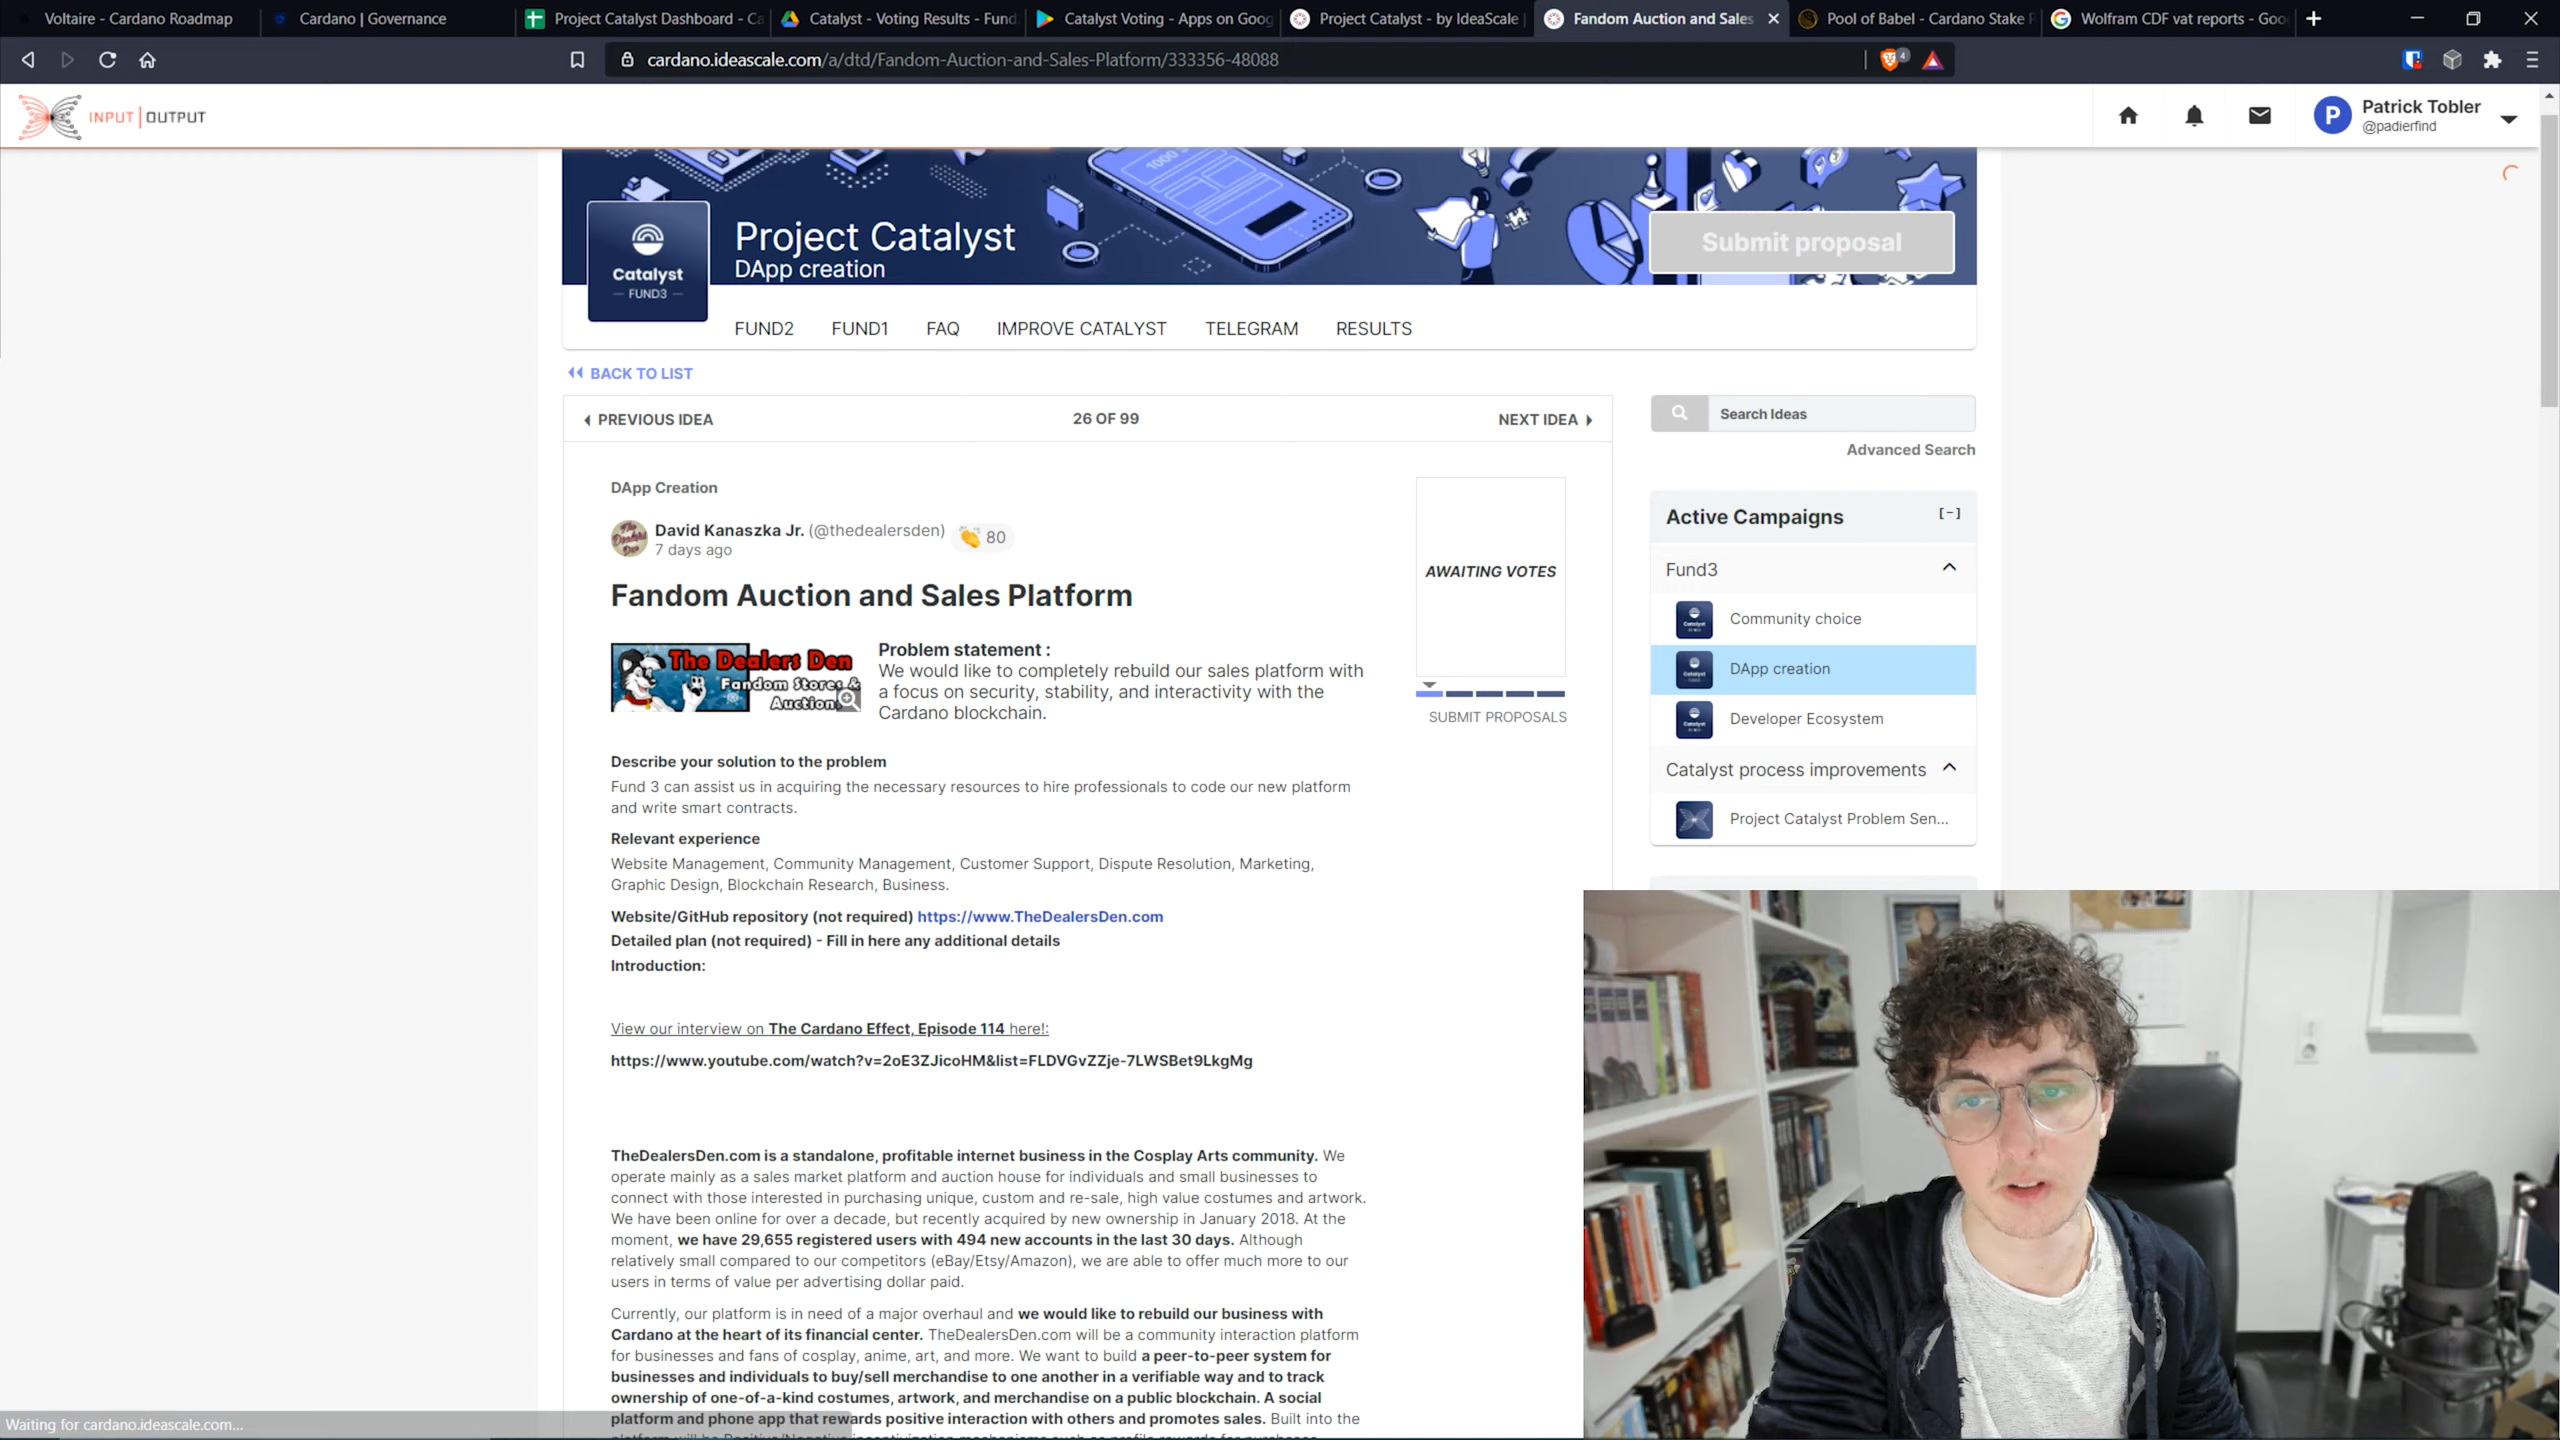 Voltaire - Cardano Roadmap
Cardano | Governance
Project Catalyst Dashboard - Ca
Catalyst - Voting Results - Fund
Catalyst Voting - Apps on Goog
Project Catalyst - by IdeaScale
Fandom Auction and Sales
Pool of Babel - Cardano Stake P
Wolfram CDF vat reports - Goo
cardano.ideascale.com/a/dtd/Fandom-Auction-and-Sales-Platform/333356-48088
4
INPUT | OUTPUT
P
Patrick Tobler
@padierfind
Catalyst
— FUND3 —
Project Catalyst
DApp creation
Submit proposal
FUND2
FUND1
FAQ
IMPROVE CATALYST
TELEGRAM
RESULTS
BACK TO LIST
PREVIOUS IDEA
26 OF 99
NEXT IDEA
Search Ideas
Advanced Search
DApp Creation
David Kanaszka Jr. (@thedealersden)
80
7 days ago
AWAITING VOTES
SUBMIT PROPOSALS
Fandom Auction and Sales Platform
The Dealers Den
Fandom Stores &
Auctions
Problem statement :
We would like to completely rebuild our sales platform with
a focus on security, stability, and interactivity with the
Cardano blockchain.
Describe your solution to the problem
Fund 3 can assist us in acquiring the necessary resources to hire professionals to code our new platform
and write smart contracts.
Relevant experience
Website Management, Community Management, Customer Support, Dispute Resolution, Marketing,
Graphic Design, Blockchain Research, Business.
Website/GitHub repository (not required) https://www.TheDealersDen.com
Detailed plan (not required) - Fill in here any additional details
Introduction:
View our interview on The Cardano Effect, Episode 114 here!:
https://www.youtube.com/watch?v=2oE3ZJicoHM&list=FLDVGvZZje-7LWSBet9LkgMg
TheDealersDen.com is a standalone, profitable internet business in the Cosplay Arts community. We
operate mainly as a sales market platform and auction house for individuals and small businesses to
connect with those interested in purchasing unique, custom and re-sale, high value costumes and artwork.
We have been online for over a decade, but recently acquired by new ownership in January 2018. At the
moment, we have 29,655 registered users with 494 new accounts in the last 30 days. Although
relatively small compared to our competitors (eBay/Etsy/Amazon), we are able to offer much more to our
users in terms of value per advertising dollar paid.
Currently, our platform is in need of a major overhaul and we would like to rebuild our business with
Cardano at the heart of its financial center. TheDealersDen.com will be a community interaction platform
for businesses and fans of cosplay, anime, art, and more. We want to build a peer-to-peer system for
businesses and individuals to buy/sell merchandise to one another in a verifiable way and to track
ownership of one-of-a-kind costumes, artwork, and merchandise on a public blockchain. A social
platform and phone app that rewards positive interaction with others and promotes sales. Built into the
Active Campaigns
[-]
Fund3
Community choice
DApp creation
Developer Ecosystem
Catalyst process improvements
Project Catalyst Problem Sen...
Waiting for cardano.ideascale.com...